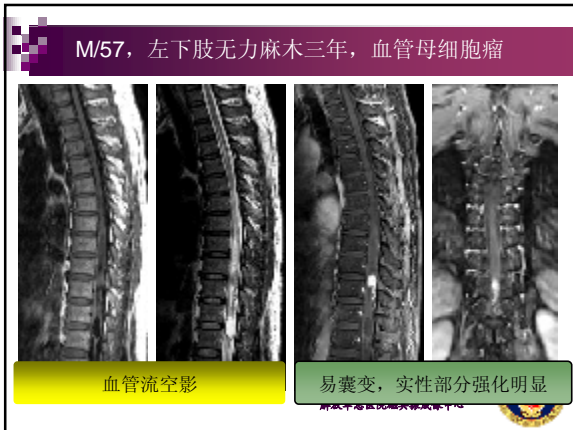 M/57，左下肢无力麻木三年，血管母细胞瘤
血管流空影
易囊变，实性部分强化明显